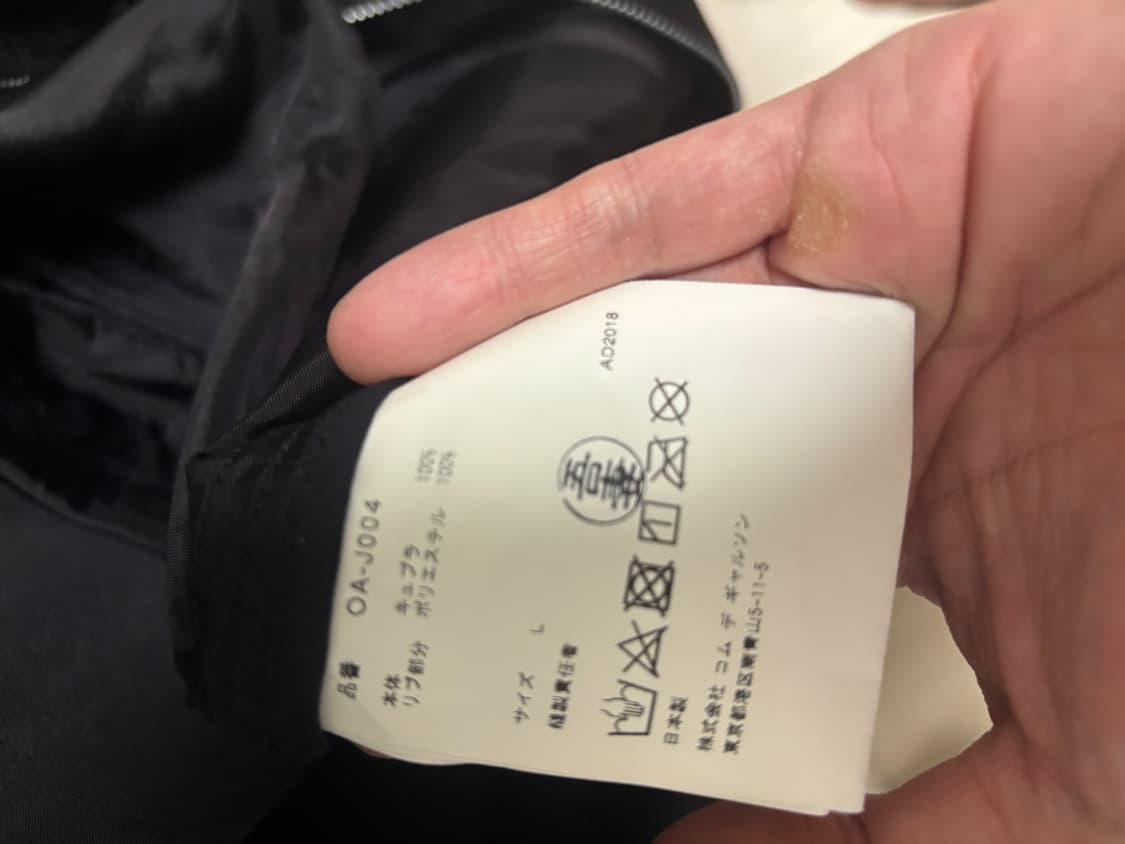 品番 OA-J004
本体 キュプラ 100%
リブ部分 ポリエステル 100%
サイズ L
縫製責任者
吾妻
AD2018
日本製
株式会社 コム デ ギャルソン
東京都港区南青山5-11-5